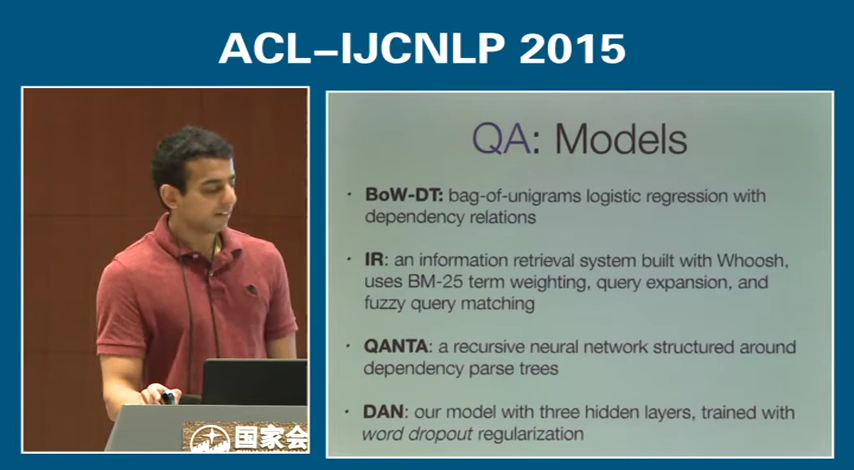 ACL–IJCNLP 2015
QA: Models
· BoW-DT: bag-of-unigrams logistic regression with
dependency relations
· IR: an information retrieval system built with Whoosh,
uses BM-25 term weighting, query expansion, and
fuzzy query matching
· QANTA: a recursive neural network structured around
dependency parse trees
· DAN: our model with three hidden layers, trained with
word dropout regularization
国家会